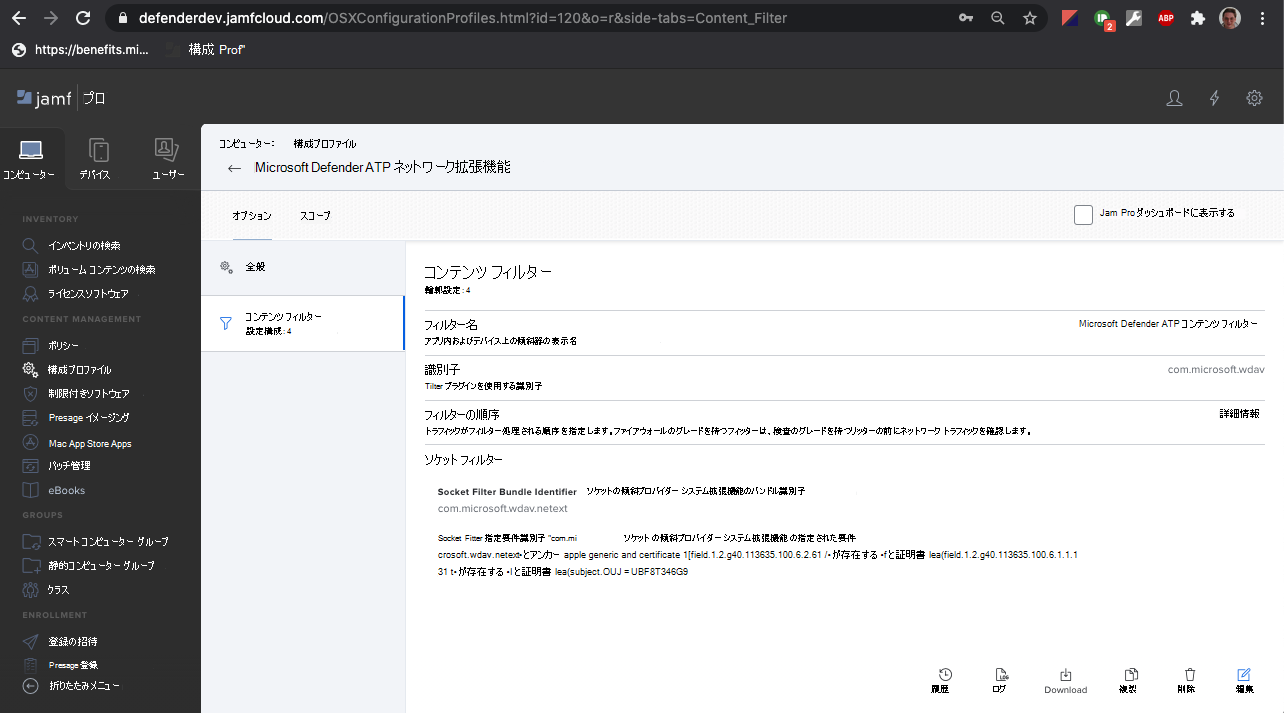 defenderdev.jamfcloud.com/OSXConfigurationProfiles.html?id=120&o=r&side-tabs=Content_Filter
2
ABP
https://benefits.mi...
構成 Prof"
jamf プロ
コンピューター
デバイス
ユーザー
コンピューター: 構成プロファイル
Microsoft Defender ATP ネットワーク拡張機能
オプション
スコープ
Jam Proダッシュボードに表示する
INVENTORY
インベントリの検索
ボリューム コンテンツの検索
ライセンスソフトウェア
CONTENT MANAGEMENT
ポリシー
構成プロファイル
制限付きソフトウェア
Presage イメージング
Mac App Store Apps
パッチ管理
eBooks
GROUPS
スマートコンピューター グループ
静的コンピューター グループ
クラス
ENROLLMENT
登録の招待
Presage 登録
折りたたみメニュー
全般
コンテンツ フィルター
設定構成: 4
コンテンツ フィルター
輪郭設定: 4
フィルター名
Microsoft Defender ATP コンテンツ フィルター
アプリ内およびデバイス上の傾斜辞の表示名
識別子
com.microsoft.wdav
Tilter プラグインを使用する識別子
フィルターの順序
詳細情報
トラフィックがフィルター処理される順序を指定します。ファイアウォールのグレードを持つフィッターは、検査のグレードを持つリッターの前にネットワーク トラフィックを確認します。
ソケット フィルター
Socket Filter Bundle Identifier ソケットの傾斜プロバイダー システム拡張機能のバンドル識別子
com.microsoft.wdav.netext
Socket Fitter 指定要件識別子 "com.mi ソケット の傾斜プロバイダー システム拡張機能 の指定された要件
crosoft.wdav.netext•とアンカー apple generic and certificate 1[field.1.2.g40.113635.100.6.2.61 /• が存在する •fと証明書 lea(field.1.2.g40.113635.100.6.1.1.1
31 t• が存在する •lと証明書 lea(subject.OUJ = UBF8T346G9
履歴
LOG
ログ
Download
複製
削除
編集